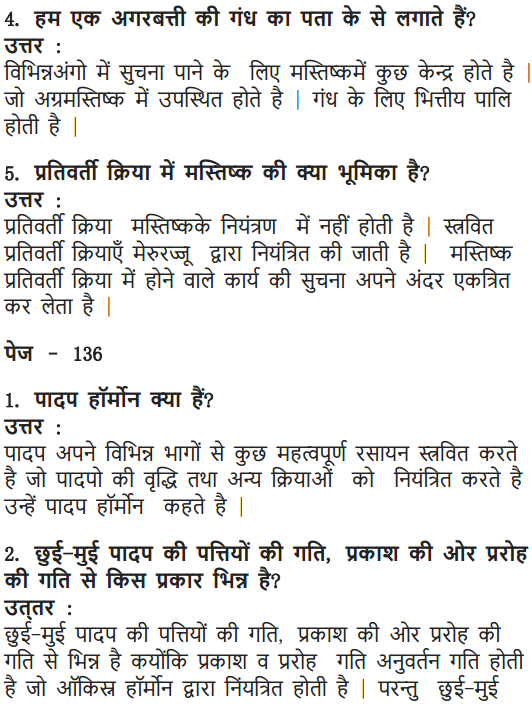 4. हम एक अगरबत्ती की गंध का पता के से लगाते हैं?
उत्तर :
विभिन्नअंगो में सुचना पाने के लिए मस्तिष्कमें कुछ केन्द्र होते है |
जो अग्रमस्तिष्क में उपस्थित होते है | गंध के लिए भित्तीय पालि
होती है |
5. प्रतिवर्ती क्रिया में मस्तिष्क की क्या भूमिका है?
उत्तर :
प्रतिवर्ती क्रिया मस्तिष्कके नियंत्रण में नहीं होती है | स्त्रवित
प्रतिवर्ती क्रियाएँ मेरुरज्जू द्वारा नियंत्रित की जाती है | मस्तिष्क
प्रतिवर्ती क्रिया में होने वाले कार्य की सुचना अपने अंदर एकत्रित
कर लेता है |
पेज - 136
1. पादप हॉर्मोन क्या हैं?
उत्तर :
पादप अपने विभिन्न भागों से कुछ महत्वपूर्ण रसायन स्त्रवित करते
है जो पादपो की वृद्धि तथा अन्य क्रियाओं को नियंत्रित करते है
उन्हें पादप हॉर्मोन कहते है |
2. छुई-मुई पादप की पत्तियों की गति, प्रकाश की ओर प्ररोह
की गति से किस प्रकार भिन्न है?
उत्‌तर :
छुई-मुई पादप की पत्तियों की गति, प्रकाश की ओर प्ररोह की
गति से भिन्न है कयोंकि प्रकाश व प्ररोह गति अनुवर्तन गति होती
है जो ऑकिस्न हॉर्मोन द्वारा निंयत्रित होती है | परन्तु छुई-मुई